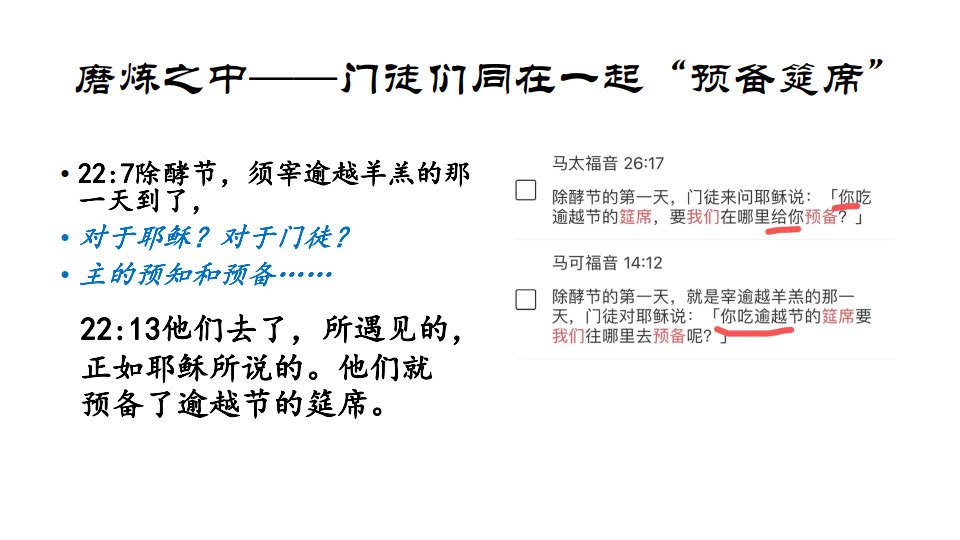 磨炼之中——门徒们同在一起“预备筵席”
• 22:7除酵节，须宰逾越羊羔的那
一天到了，
• 对于耶稣？对于门徒？
• 主的预知和预备……
22:13他们去了，所遇见的，
正如耶稣所说的。他们就
预备了逾越节的筵席。
马太福音 26:17
除酵节的第一天，门徒来问耶稣说：「你吃
逾越节的筵席，要我们在哪里给你预备？」
马可福音 14:12
除酵节的第一天，就是宰逾越羊羔的那一
天，门徒对耶稣说：「你吃逾越节的筵席要
我们往哪里去预备呢？」